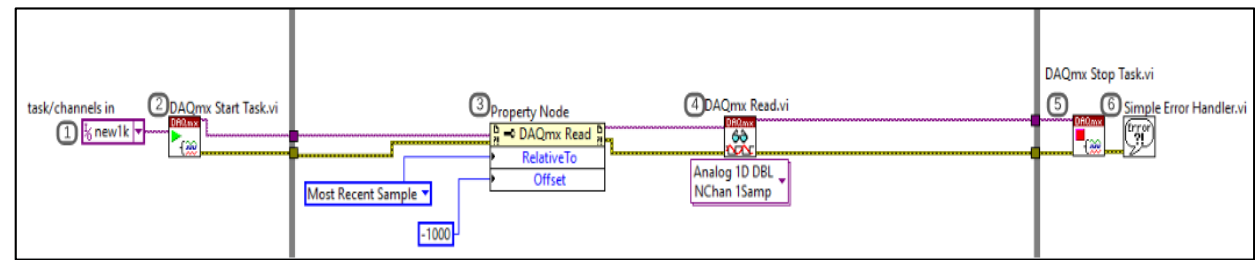 task/channels in
1
new1k
2
DAQmx Start Task.vi
DAQmx
Most Recent Sample
-1000
3
Property Node
DAQmx Read
RelativeTo
Offset
4
DAQmx Read.vi
DAQmx
Analog 1D DBL
NChan 1Samp
DAQmx Stop Task.vi
5
DAQmx
6
Simple Error Handler.vi
Error
?!